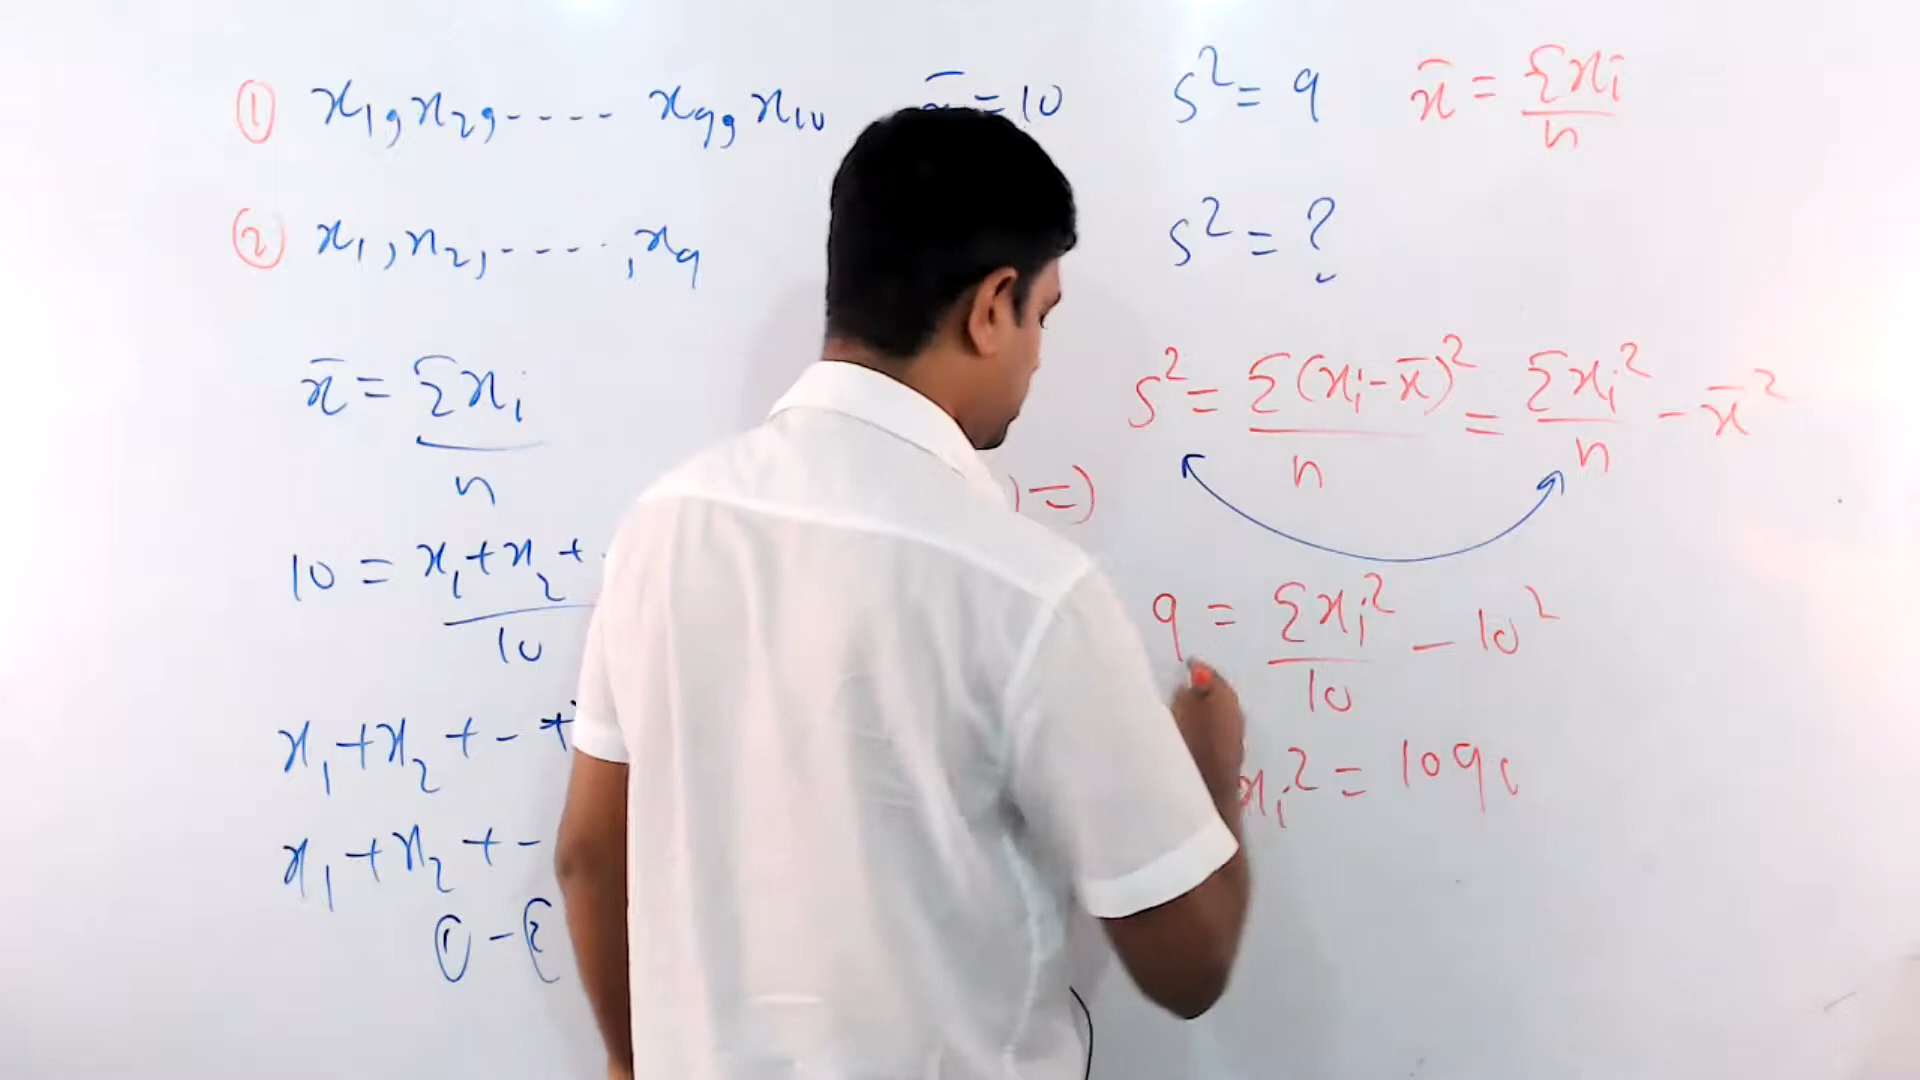 ① x₁, x₂, ---- x₉, x₁₀ x̄ = 10 s² = 9 x̄ = Σxᵢ/n
② x₁, x₂, ----, x₉ s² = ?
x̄ = Σxᵢ/n
s² = Σ(xᵢ - x̄)²/n = Σxᵢ²/n - x̄²
10 = x₁ + x₂ +
10
9 = Σxᵢ²/10 - 10²
x₁ + x₂ + - +
xᵢ² = 1090
x₁ + x₂ + -
① - ②